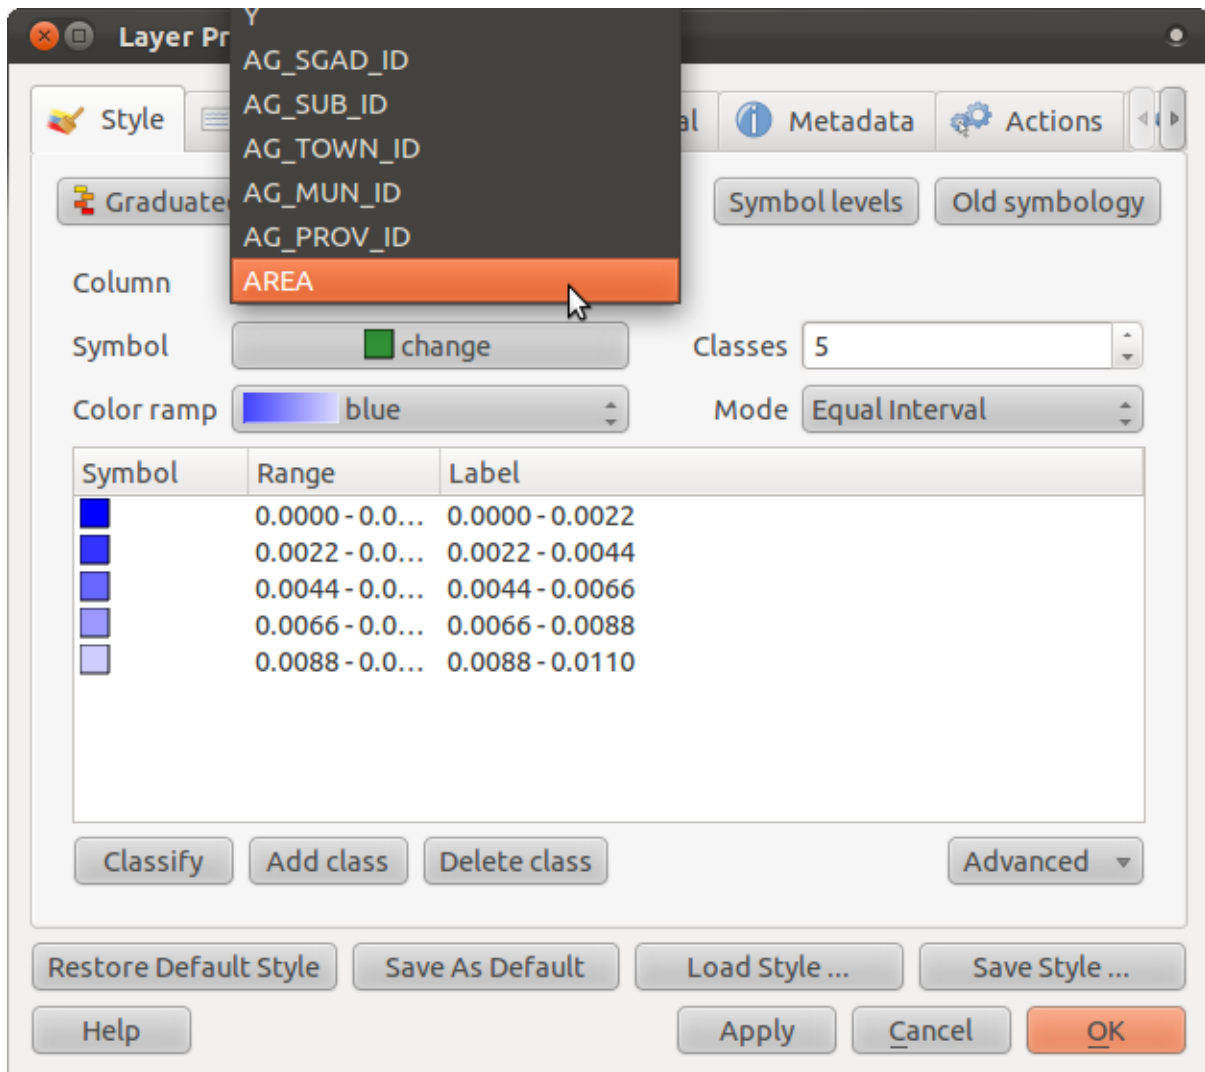 Layer Pr
Y
AG_SGAD_ID
AG_SUB_ID
AG_TOWN_ID
AG_MUN_ID
AG_PROV_ID
AREA
Style
al
Metadata
Actions
Graduate
Symbol levels
Old symbology
Column
Symbol
change
Classes
5
Color ramp
blue
Mode
Equal Interval
Symbol Range Label
0.0000 - 0.0... 0.0000 - 0.0022
0.0022 - 0.0... 0.0022 - 0.0044
0.0044 - 0.0... 0.0044 - 0.0066
0.0066 - 0.0... 0.0066 - 0.0088
0.0088 - 0.0... 0.0088 - 0.0110
Classify
Add class
Delete class
Advanced
Restore Default Style
Save As Default
Load Style ...
Save Style ...
Help
Apply
Cancel
OK